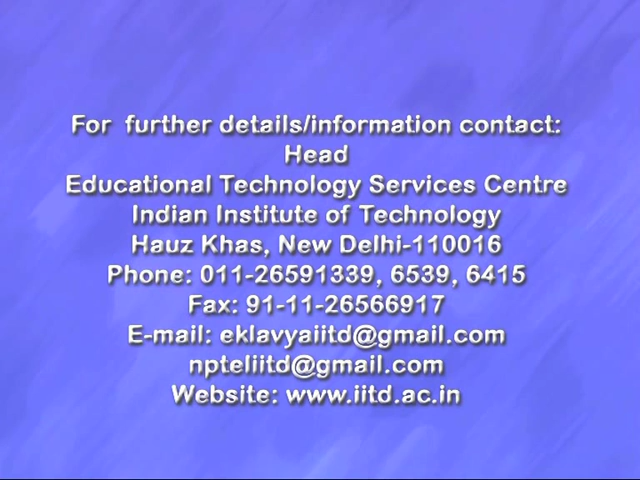 For further details/information contact:
Head
Educational Technology Services Centre
Indian Institute of Technology
Hauz Khas, New Delhi-110016
Phone: 011-26591339, 6539, 6415
Fax: 91-11-26566917
E-mail: eklavyaiitd@gmail.com
npteliitd@gmail.com
Website: www.iitd.ac.in